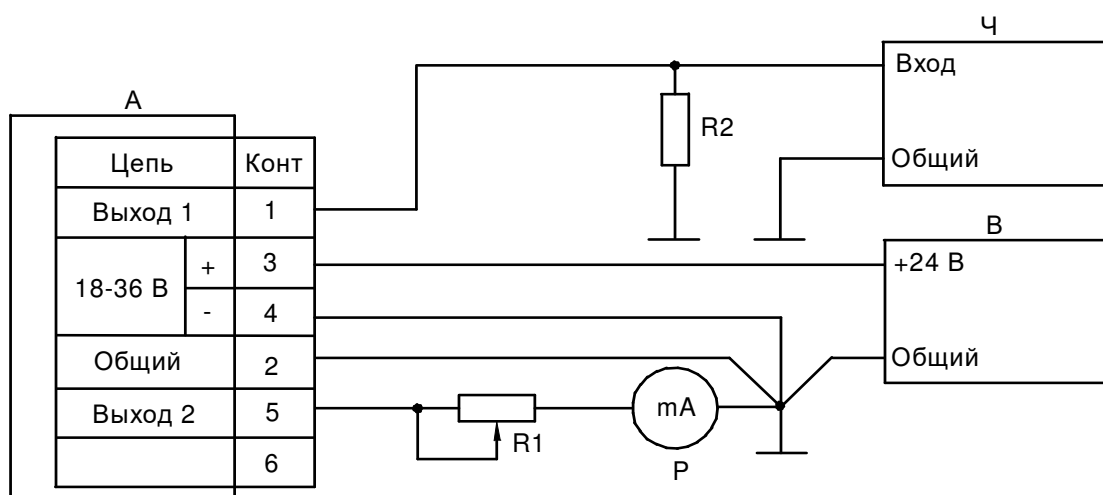 Ч
Вход
А
R2
Цепь Конт
Общий
Выход 1 1
В
18-36 В + 3
+24 В
- 4
Общий 2
Общий
Выход 2 5
mA
R1
6
Р